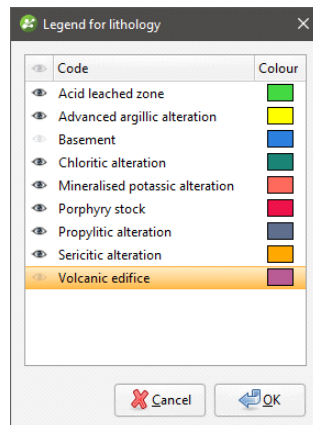 Legend for lithology
Code Colour
Acid leached zone
Advanced argillic alteration
Basement
Chloritic alteration
Mineralised potassic alteration
Porphyry stock
Propylitic alteration
Sericitic alteration
Volcanic edifice
Cancel OK